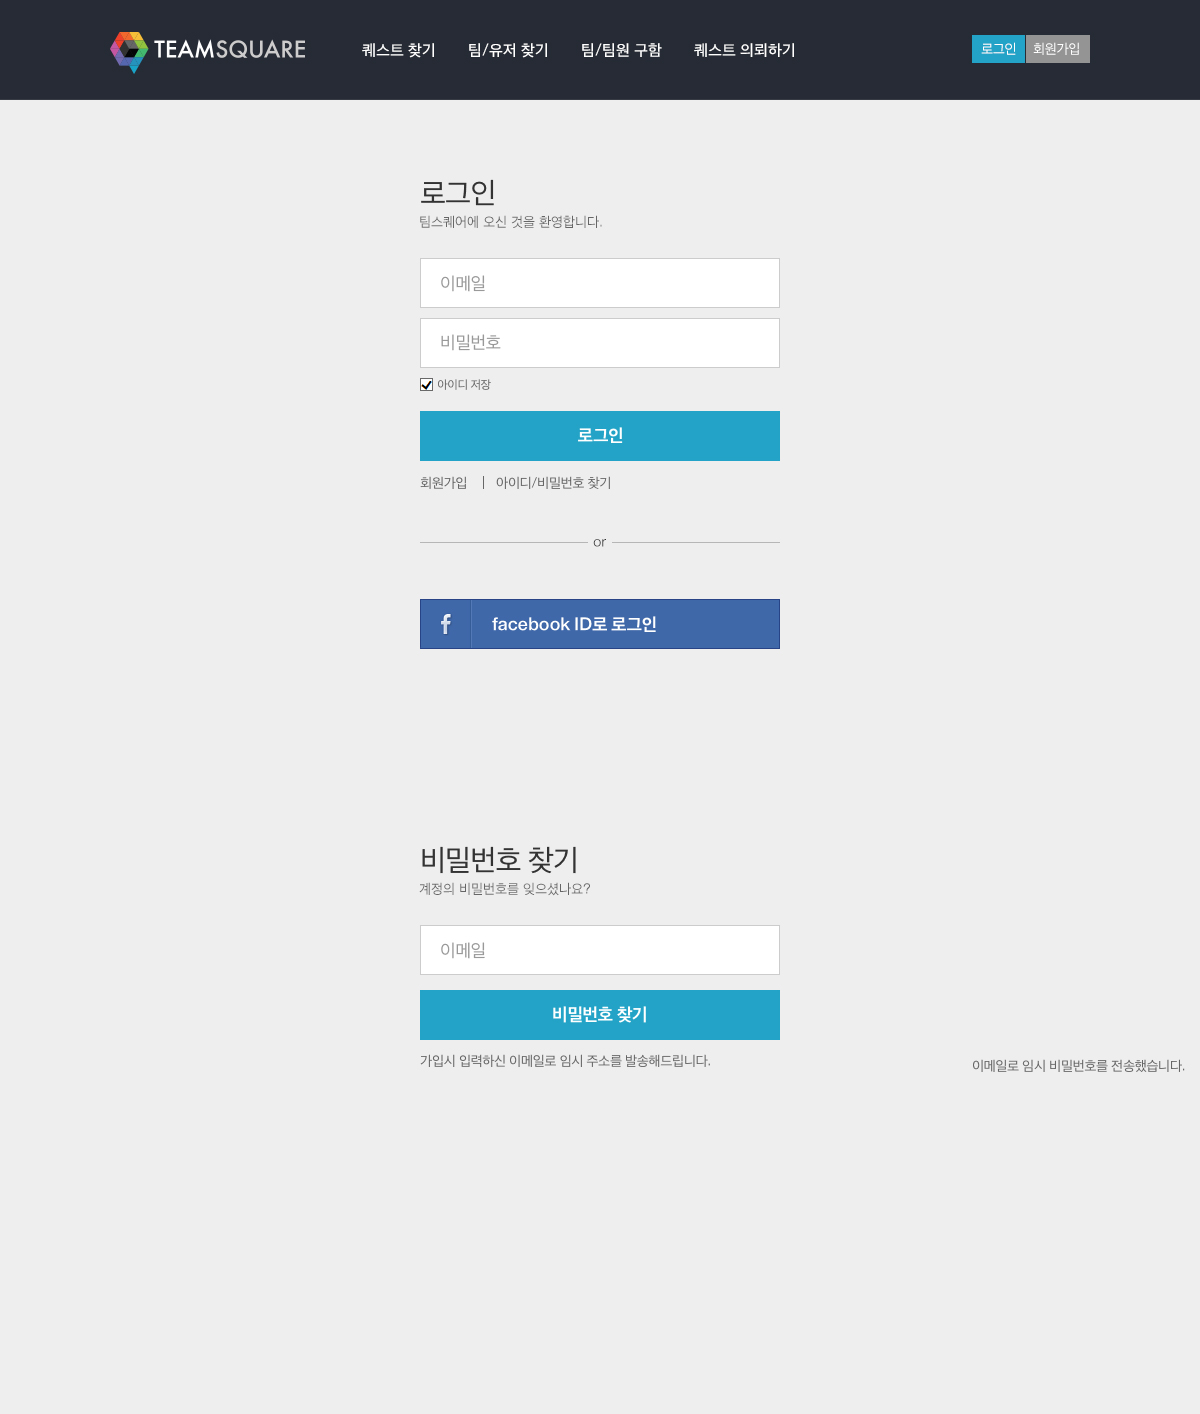 TEAMSQUARE 퀘스트 찾기 팀/유저 찾기 팀/팀원 구함 퀘스트 의뢰하기 로그인 회원가입
로그인
팀스퀘어에 오신 것을 환영합니다.
이메일
비밀번호
아이디 저장
로그인
회원가입 | 아이디/비밀번호 찾기
or
f facebook ID로 로그인
비밀번호 찾기
계정의 비밀번호를 잊으셨나요?
이메일
비밀번호 찾기
가입시 입력하신 이메일로 임시 주소를 발송해드립니다.
이메일로 임시 비밀번호를 전송했습니다.